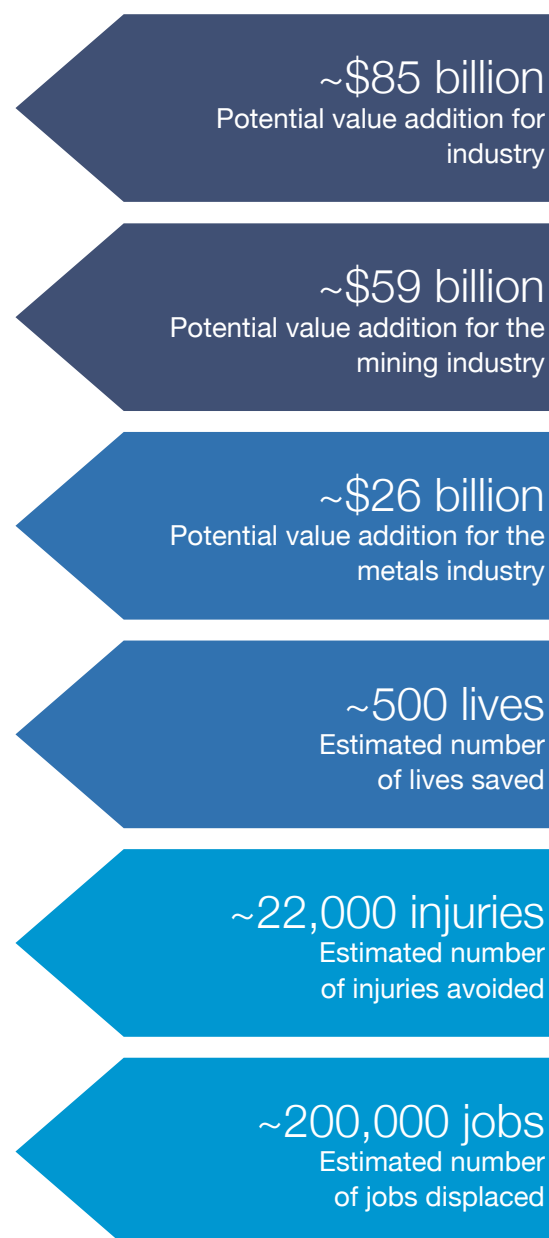 ~$85 billion
Potential value addition for
industry
~$59 billion
Potential value addition for the
mining industry
~$26 billion
Potential value addition for the
metals industry
~500 lives
Estimated number
of lives saved
~22,000 injuries
Estimated number
of injuries avoided
~200,000 jobs
Estimated number
of jobs displaced